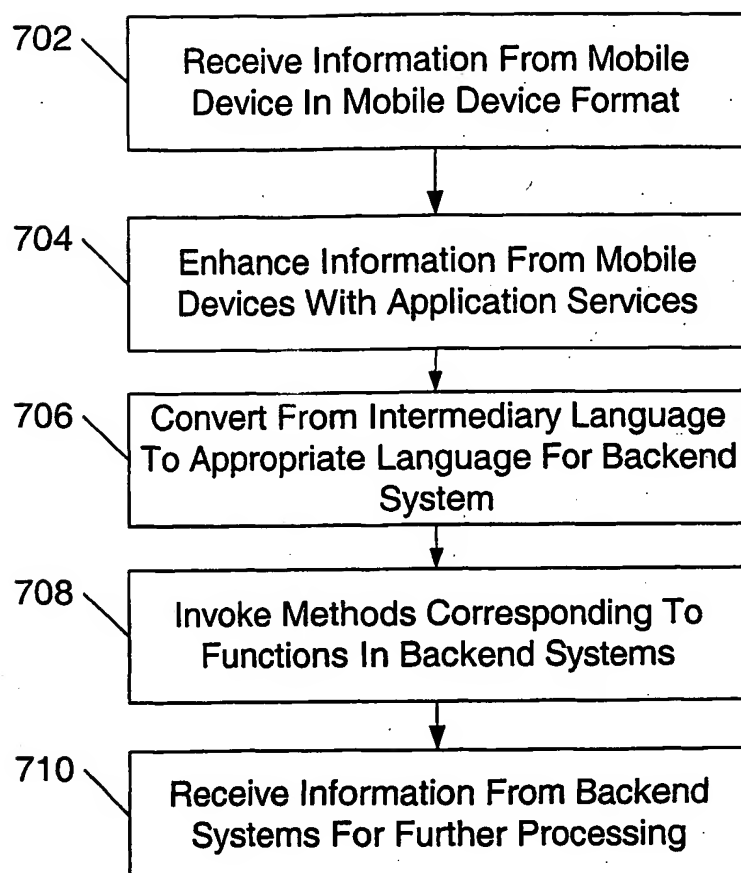 702
Receive Information From Mobile
Device In Mobile Device Format
704
Enhance Information From Mobile
Devices With Application Services
706
Convert From Intermediary Language
To Appropriate Language For Backend
System
708
Invoke Methods Corresponding To
Functions In Backend Systems
710
Receive Information From Backend
Systems For Further Processing